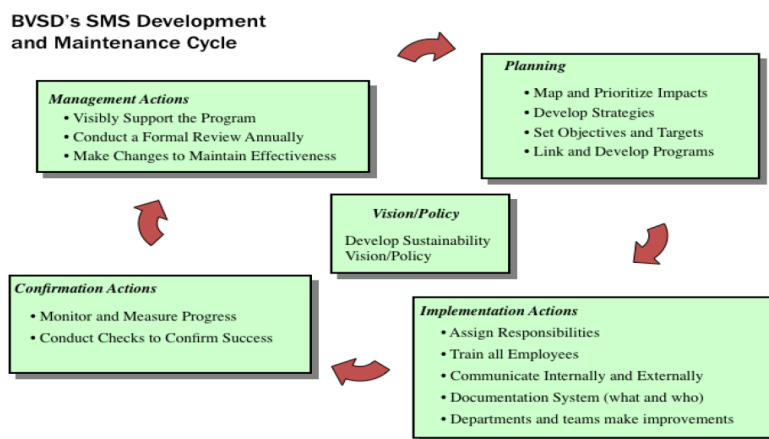 BVSD's SMS Development
and Maintenance Cycle
Management Actions
• Visibly Support the Program
• Conduct a Formal Review Annually
• Make Changes to Maintain Effectiveness
Planning
• Map and Prioritize Impacts
• Develop Strategies
• Set Objectives and Targets
• Link and Develop Programs
Vision/Policy
Develop Sustainability
Vision/Policy
Confirmation Actions
• Monitor and Measure Progress
• Conduct Checks to Confirm Success
Implementation Actions
• Assign Responsibilities
• Train all Employees
• Communicate Internally and Externally
• Documentation System (what and who)
• Departments and teams make improvements